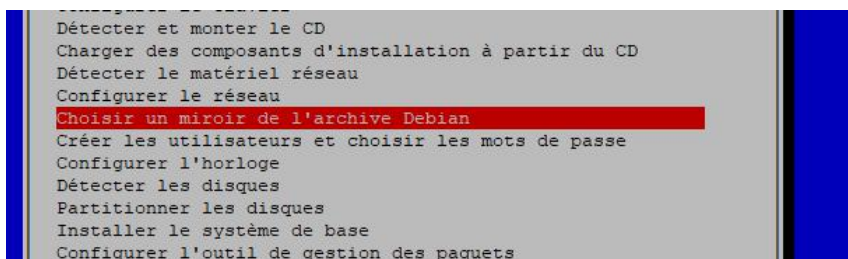 Détecter et monter le CD
Charger des composants d'installation à partir du CD
Détecter le matériel réseau
Configurer le réseau
Choisir un miroir de l'archive Debian
Créer les utilisateurs et choisir les mots de passe
Configurer l'horloge
Détecter les disques
Partitionner les disques
Installer le système de base
Configurer l'outil de gestion des paquets